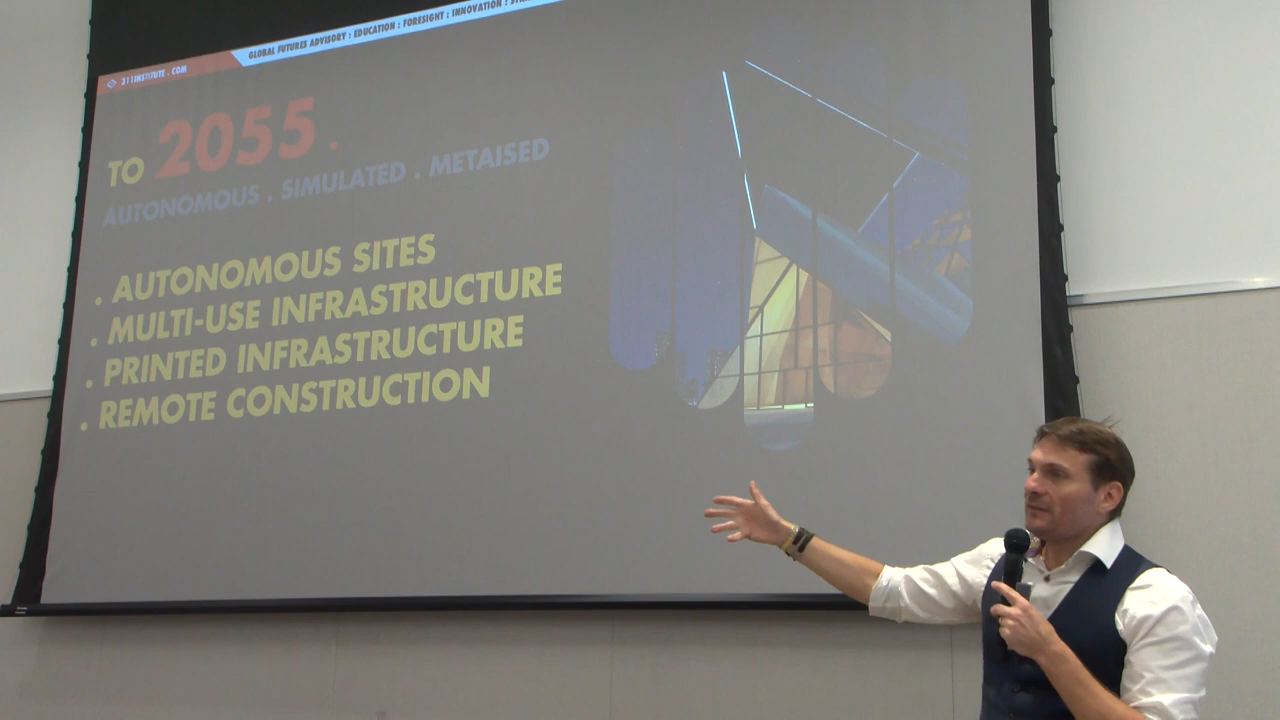 311INSTITUTE . COM
GLOBAL FUTURES ADVISORY : EDUCATION : FORESIGHT : INNOVATION :
TO 2055 .
AUTONOMOUS . SIMULATED . METAISED
. AUTONOMOUS SITES
. MULTI-USE INFRASTRUCTURE
. PRINTED INFRASTRUCTURE
. REMOTE CONSTRUCTION